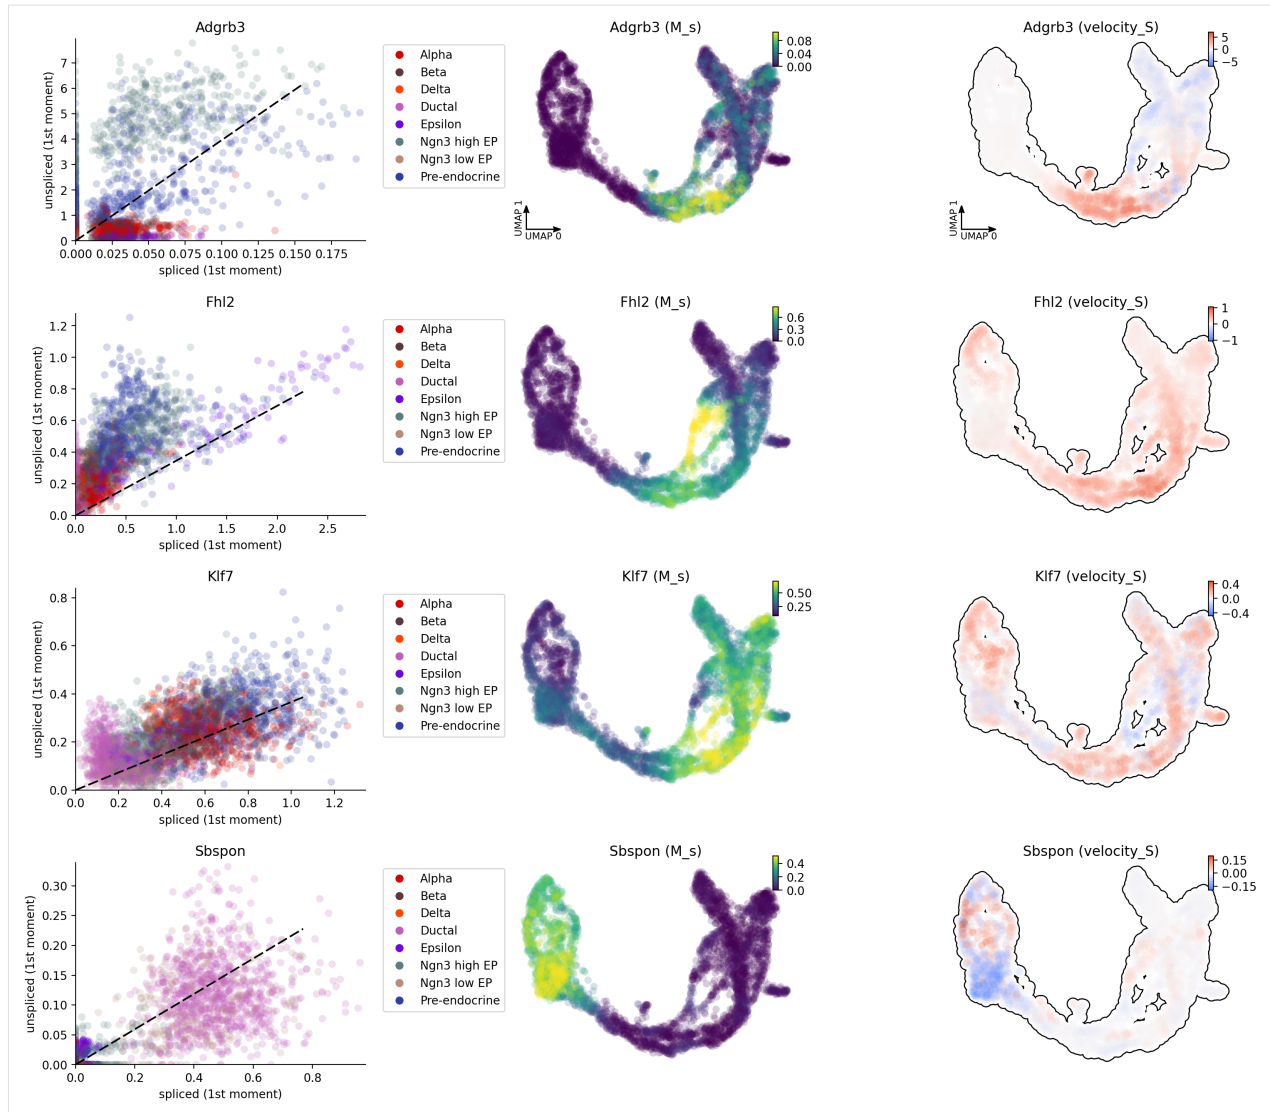 Adgrb3
unspliced (1st moment)
7
6
5
4
3
2
1
0
0.000 0.025 0.050 0.075 0.100 0.125 0.150 0.175
spliced (1st moment)
Alpha
Beta
Delta
Ductal
Epsilon
Ngn3 high EP
Ngn3 low EP
Pre-endocrine
Adgrb3 (M_s)
0.08
0.04
0.00
UMAP 1
UMAP 0
Adgrb3 (velocity_S)
5
0
−5
UMAP 1
UMAP 0
Fhl2
unspliced (1st moment)
1.2
1.0
0.8
0.6
0.4
0.2
0.0
0.0 0.5 1.0 1.5 2.0 2.5
spliced (1st moment)
Alpha
Beta
Delta
Ductal
Epsilon
Ngn3 high EP
Ngn3 low EP
Pre-endocrine
Fhl2 (M_s)
0.6
0.3
0.0
Fhl2 (velocity_S)
1
0
−1
Klf7
unspliced (1st moment)
0.8
0.6
0.4
0.2
0.0
0.0 0.2 0.4 0.6 0.8 1.0 1.2
spliced (1st moment)
Alpha
Beta
Delta
Ductal
Epsilon
Ngn3 high EP
Ngn3 low EP
Pre-endocrine
Klf7 (M_s)
0.50
0.25
Klf7 (velocity_S)
0.4
0.0
−0.4
Sbspon
unspliced (1st moment)
0.30
0.25
0.20
0.15
0.10
0.05
0.00
0.0 0.2 0.4 0.6 0.8
spliced (1st moment)
Alpha
Beta
Delta
Ductal
Epsilon
Ngn3 high EP
Ngn3 low EP
Pre-endocrine
Sbspon (M_s)
0.4
0.2
0.0
Sbspon (velocity_S)
0.15
0.00
−0.15